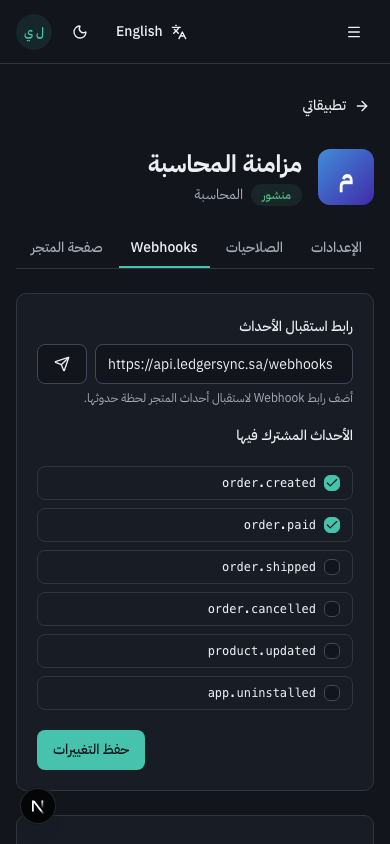 ل ي
English
تطبيقاتي
م
مزامنة المحاسبة
منشور المحاسبة
الإعدادات الصلاحيات Webhooks صفحة المتجر
رابط استقبال الأحداث
https://api.ledgersync.sa/webhooks
أضف رابط Webhook لاستقبال أحداث المتجر لحظة حدوثها.
الأحداث المشترك فيها
order.created
order.paid
order.shipped
order.cancelled
product.updated
app.uninstalled
حفظ التغييرات
N